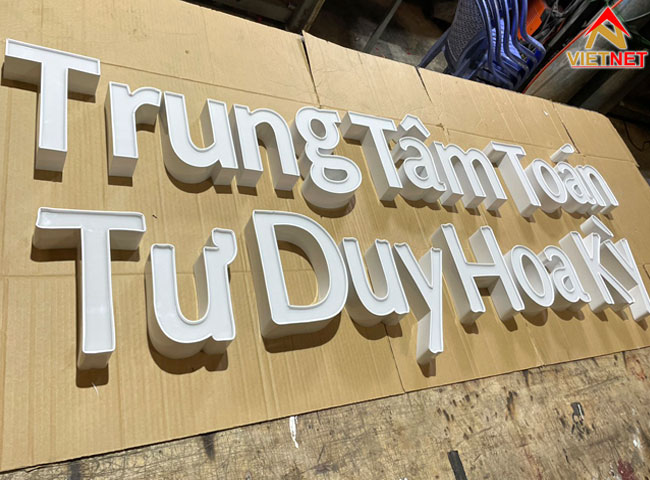 Trung Tâm Toán
Tư Duy Hoa Kỳ
VIETNET